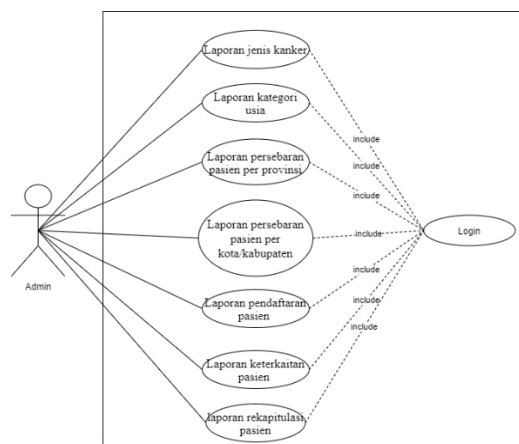 Laporan jenis kanker
Laporan kategori
usia
Laporan persebaran
pasien per provinsi
Laporan persebaran
pasien per
kota/kabupaten
Laporan pendaftaran
pasien
Laporan keterkaitan
pasien
laporan rekapitulasi
pasien
Admin
include
include
include
include
include
include
include
Login